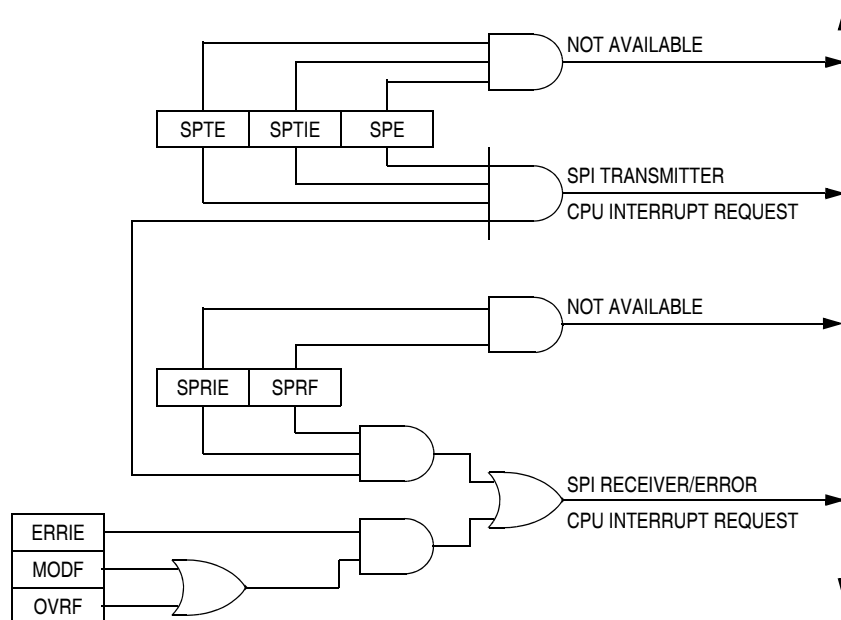 NOT AVAILABLE
SPTE SPTIE SPE
SPI TRANSMITTER
CPU INTERRUPT REQUEST
NOT AVAILABLE
SPRIE SPRF
SPI RECEIVER/ERROR
CPU INTERRUPT REQUEST
ERRIE
MODF
OVRF